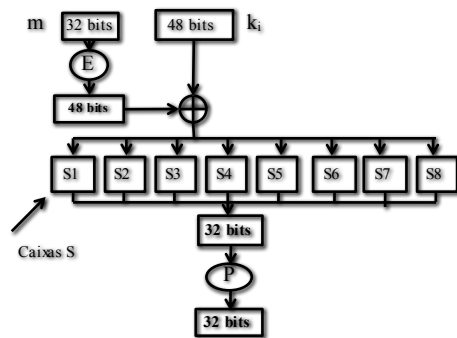 m 32 bits 48 bits ki
E
48 bits
S1 S2 S3 S4 S5 S6 S7 S8
32 bits
Caixas S
P
32 bits